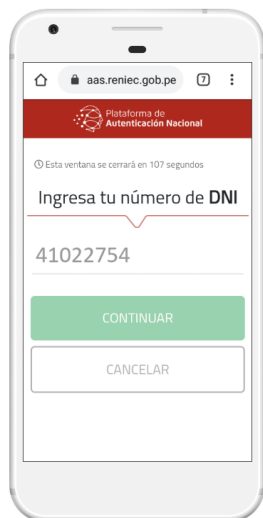 aas.reniec.gob.pe 7
Plataforma de
Autenticación Nacional
Esta ventana se cerrará en 107 segundos
Ingresa tu número de DNI
41022754
CONTINUAR
CANCELAR